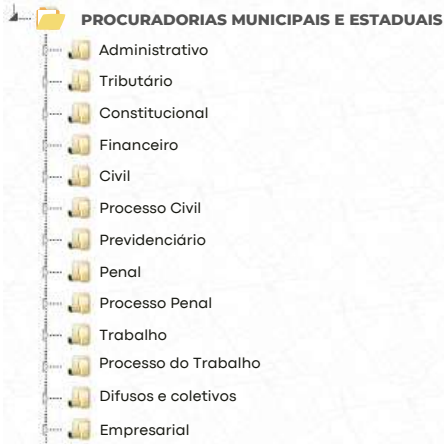 PROCURADORIAS MUNICIPAIS E ESTADUAIS
Administrativo
Tributário
Constitucional
Financeiro
Civil
Processo Civil
Previdenciário
Penal
Processo Penal
Trabalho
Processo do Trabalho
Difusos e coletivos
Empresarial